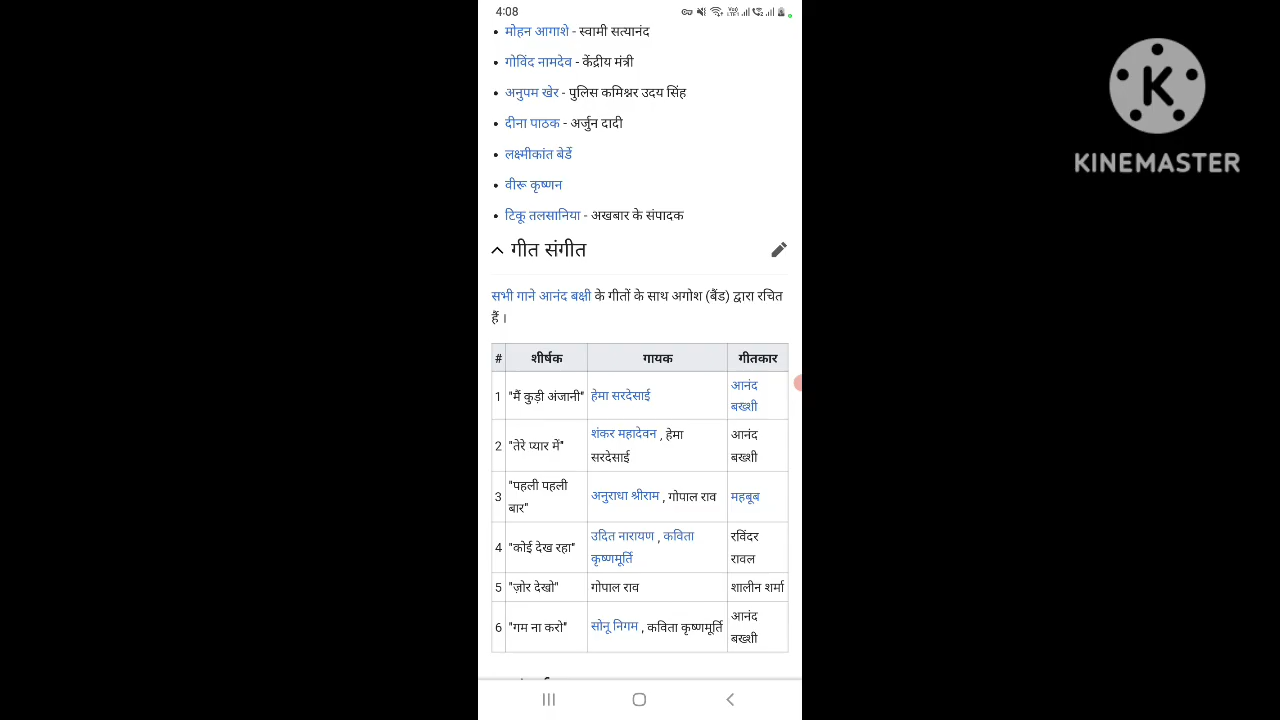 4:08
मोहन आगाशे - स्वामी सत्यानंद
गोविंद नामदेव - केंद्रीय मंत्री
अनुपम खेर - पुलिस कमिश्नर उदय सिंह
दीना पाठक - अर्जुन दादी
लक्ष्मीकांत बेर्डे
वीरू कृष्णन
टिकू तलसानिया - अखबार के संपादक
गीत संगीत
सभी गाने आनंद बक्षी के गीतों के साथ अगोश (बैंड) द्वारा रचित
हैं ।
# शीर्षक गायक गीतकार
1 "मैं कुड़ी अंजानी" हेमा सरदेसाई आनंद
बख्शी
2 "तेरे प्यार में" शंकर महादेवन , हेमा
सरदेसाई आनंद
बख्शी
3 "पहली पहली
बार" अनुराधा श्रीराम , गोपाल राव महबूब
4 "कोई देख रहा" उदित नारायण , कविता
कृष्णमूर्ति रविंदर
रावल
5 "ज़ोर देखो" गोपाल राव शालीन शर्मा
6 "गम ना करो" सोनू निगम , कविता कृष्णमूर्ति आनंद
बख्शी
K
KINEMASTER